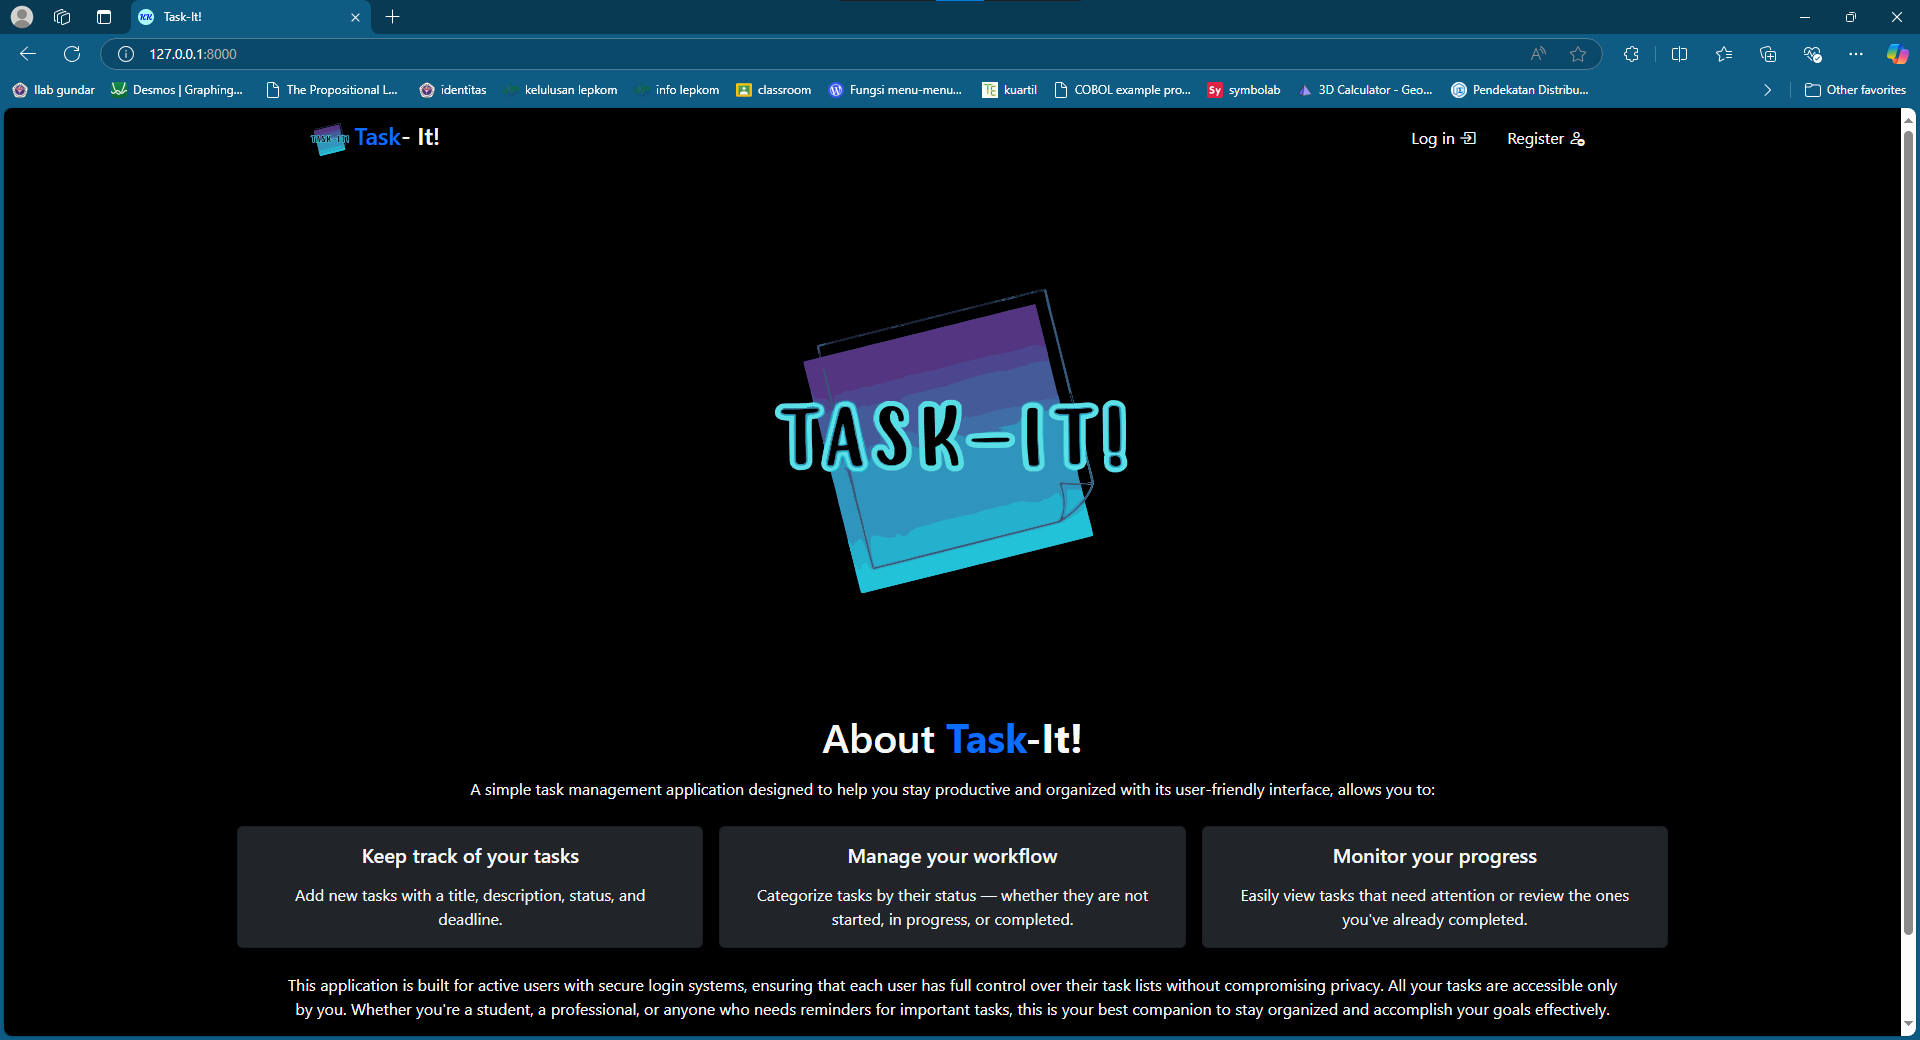 Task-It!
127.0.0.1:8000
Ilab gundar
Desmos | Graphing...
The Propositional L...
identitas
kelulusan lepkom
info lepkom
classroom
Fungsi menu-menu...
TE kuartil
COBOL example pro...
Sy symbolab
3D Calculator - Geo...
Pendekatan Distribu...
Other favorites
TASK-IT! Task- It!
Log in
Register
TASK-IT!
About Task-It!
A simple task management application designed to help you stay productive and organized with its user-friendly interface, allows you to:
Keep track of your tasks
Add new tasks with a title, description, status, and
deadline.
Manage your workflow
Categorize tasks by their status — whether they are not
started, in progress, or completed.
Monitor your progress
Easily view tasks that need attention or review the ones
you've already completed.
This application is built for active users with secure login systems, ensuring that each user has full control over their task lists without compromising privacy. All your tasks are accessible only
by you. Whether you're a student, a professional, or anyone who needs reminders for important tasks, this is your best companion to stay organized and accomplish your goals effectively.